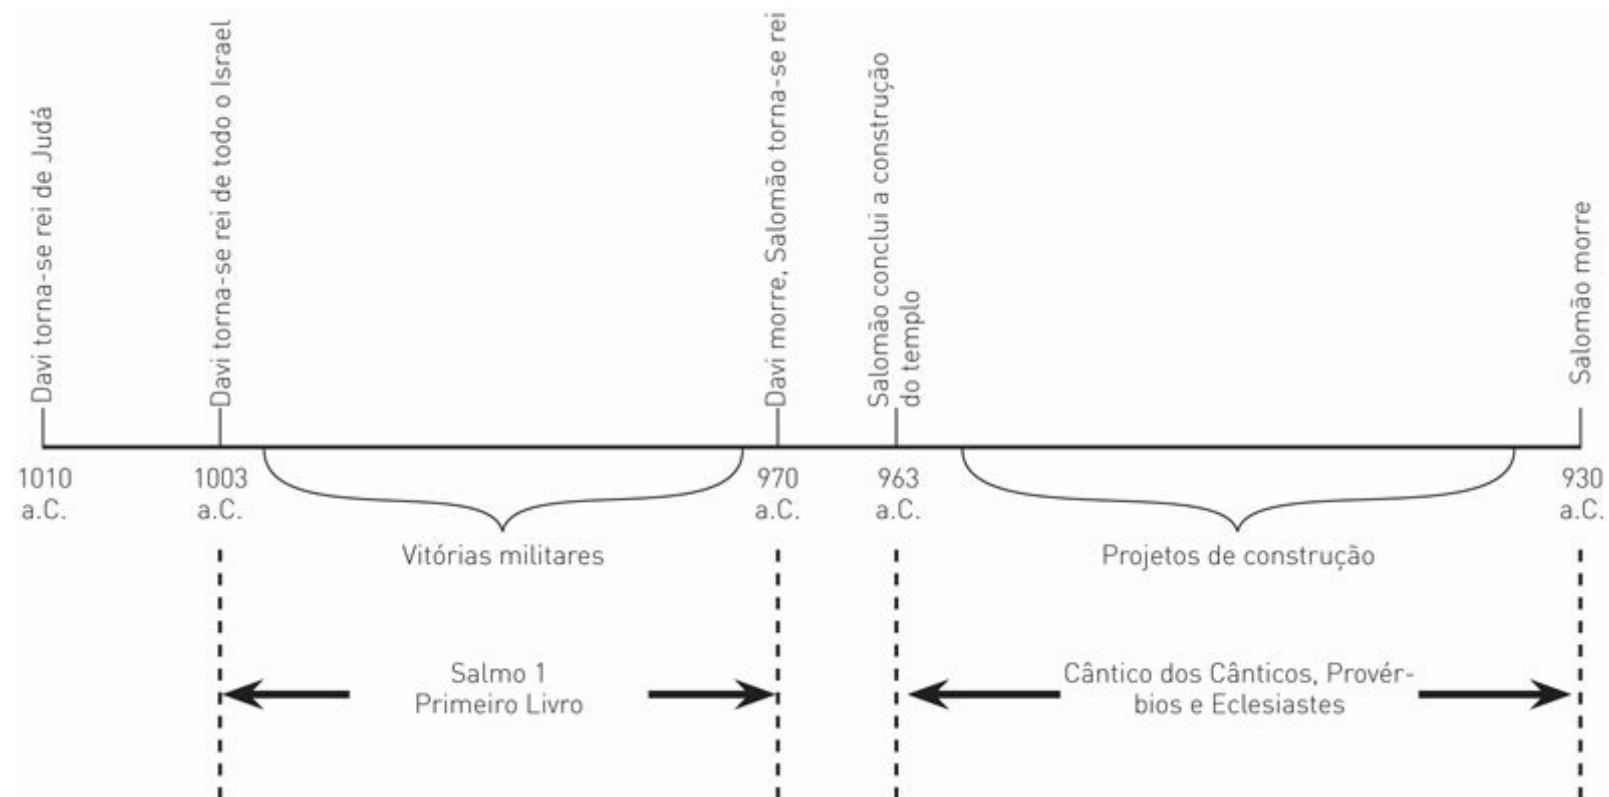 Davi torna-se rei de Judá
Davi torna-se rei de todo o Israel
Davi morre, Salomão torna-se rei
Salomão conclui a construção
do templo
Salomão morre
1010
a.C.
1003
a.C.
970
a.C.
963
a.C.
930
a.C.
Vitórias militares
Projetos de construção
Salmo 1
Primeiro Livro
Cântico dos Cânticos, Provér-
bios e Eclesiastes